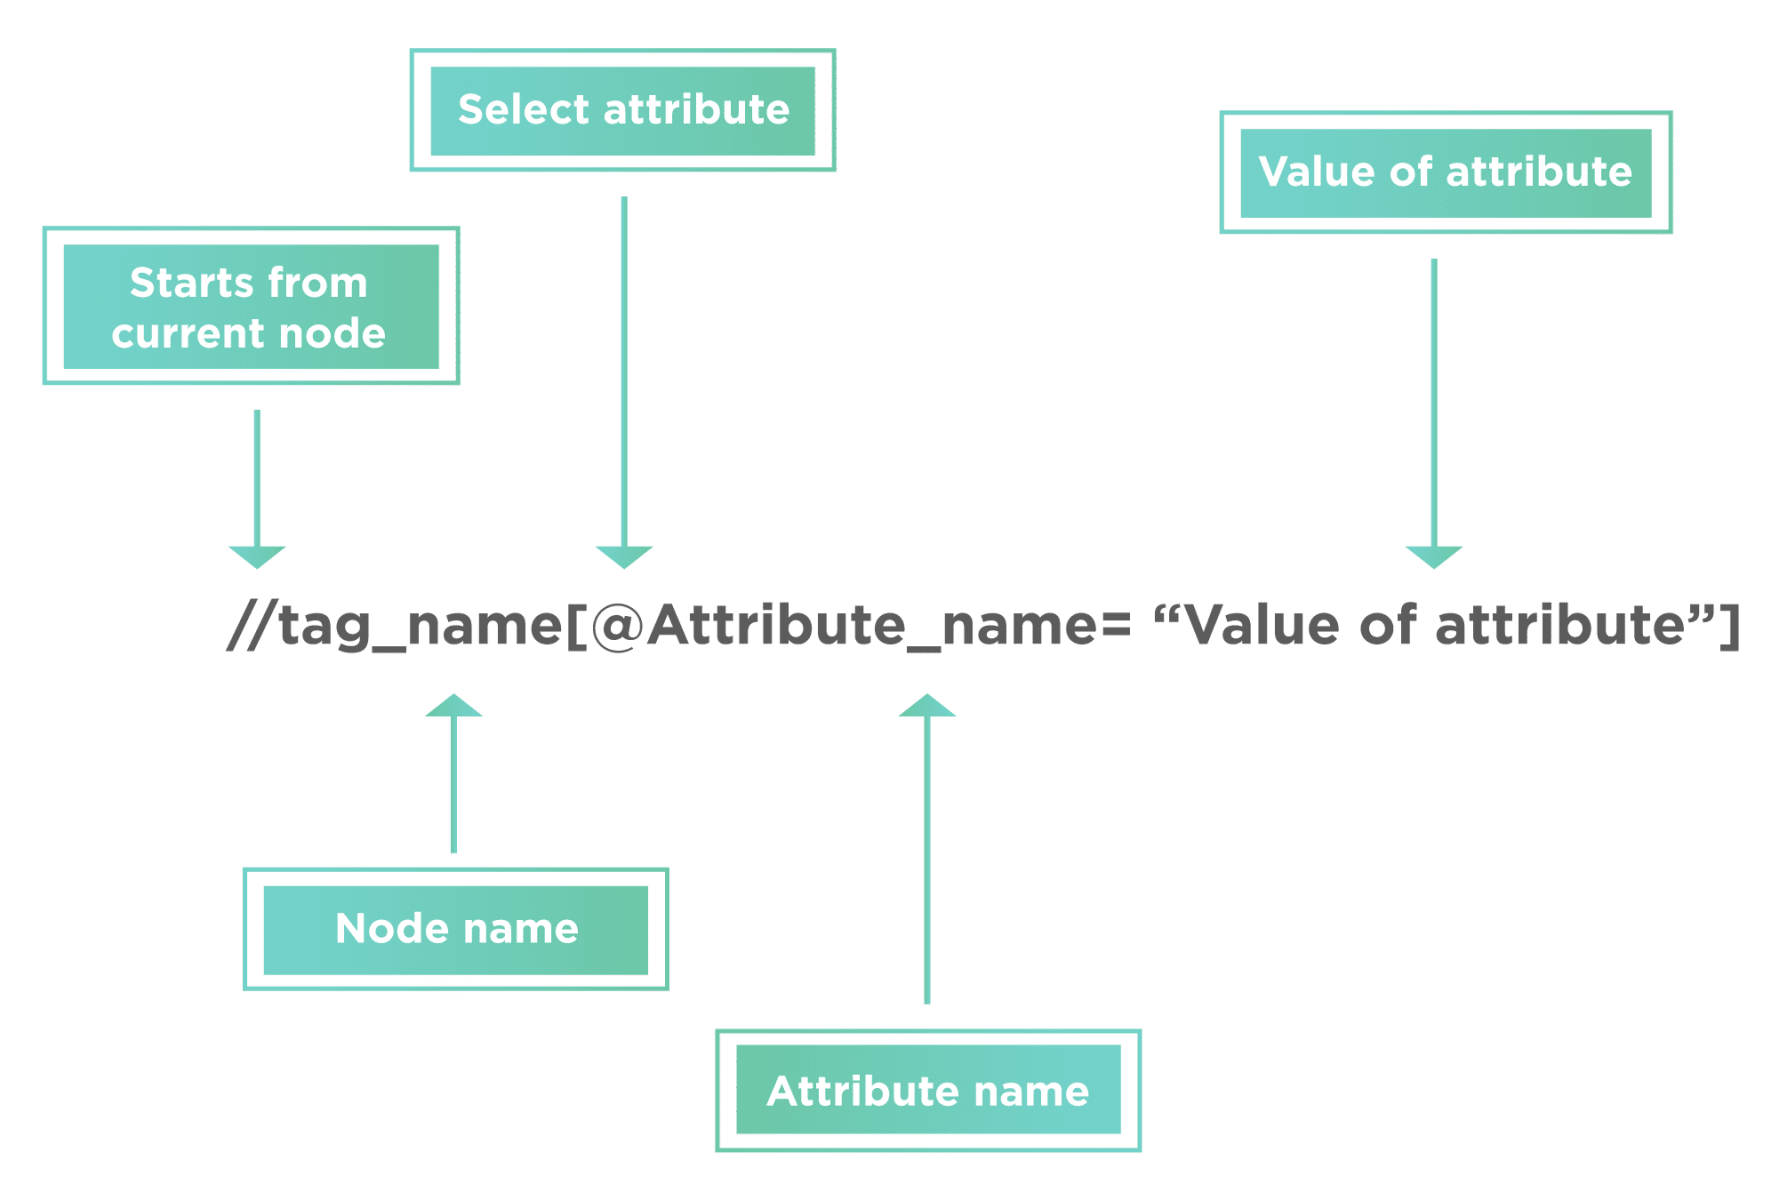 Select attribute
Value of attribute
Starts from
current node
//tag_name[@Attribute_name= “Value of attribute”]
Node name
Attribute name